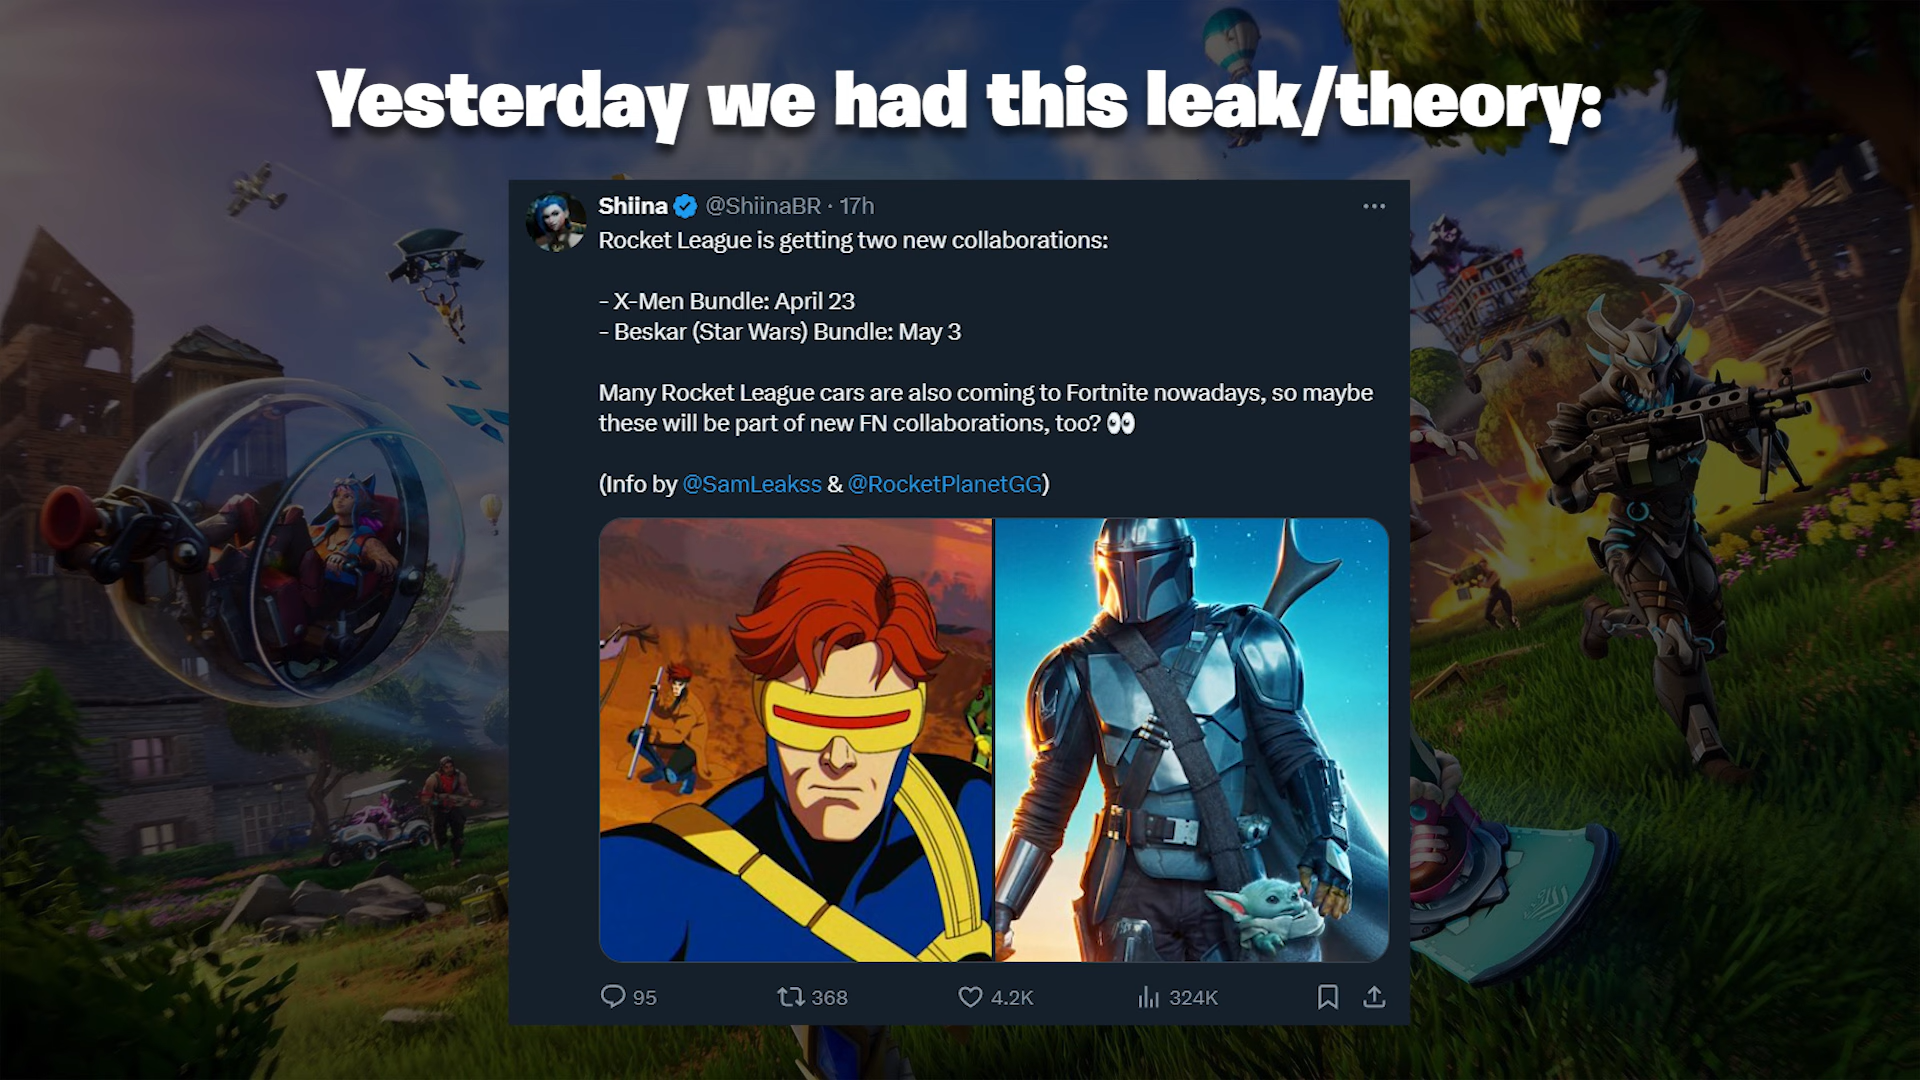 Yesterday we had this leak/theory:
Shiina @ShiinaBR · 17h
Rocket League is getting two new collaborations:
- X-Men Bundle: April 23
- Beskar (Star Wars) Bundle: May 3
Many Rocket League cars are also coming to Fortnite nowadays, so maybe
these will be part of new FN collaborations, too? 👀
(Info by @SamLeakss & @RocketPlanetGG)
95 368 4.2K 324K